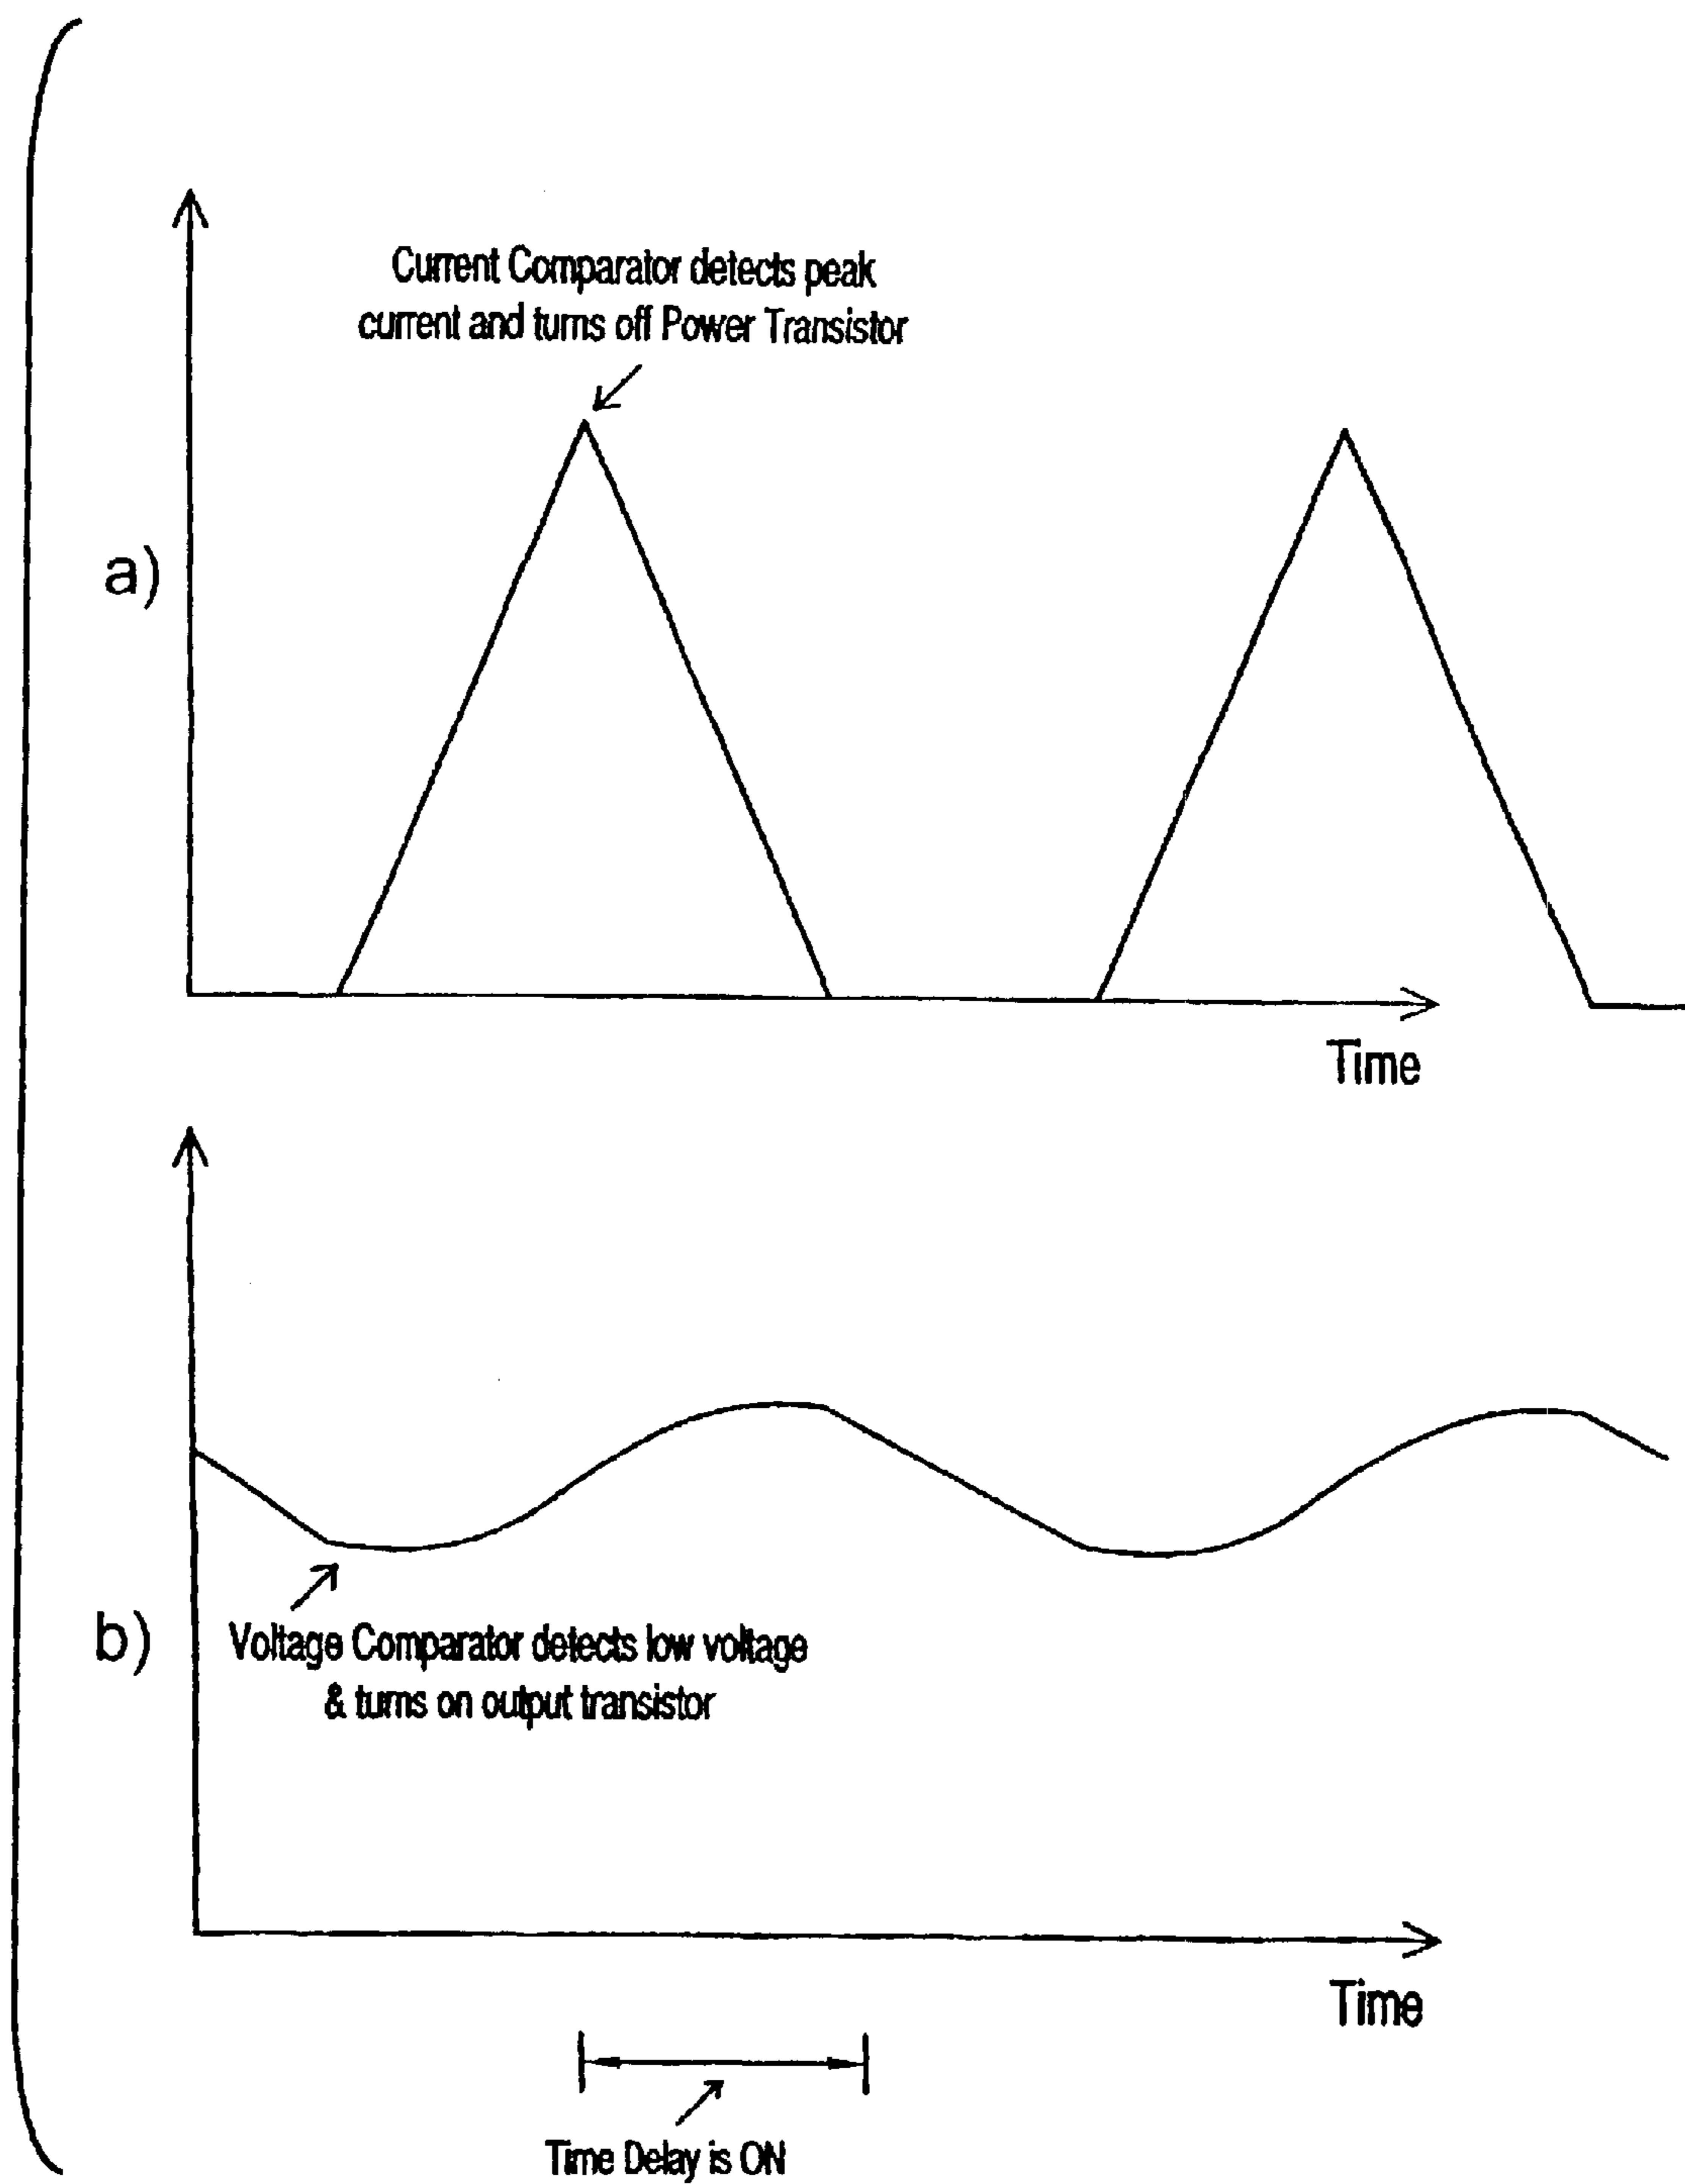 Current Comparator detects peak
current and turns off Power Transistor
a)
Time
b)
Voltage Comparator detects low voltage
& turns on output transistor
Time
Time Delay is ON